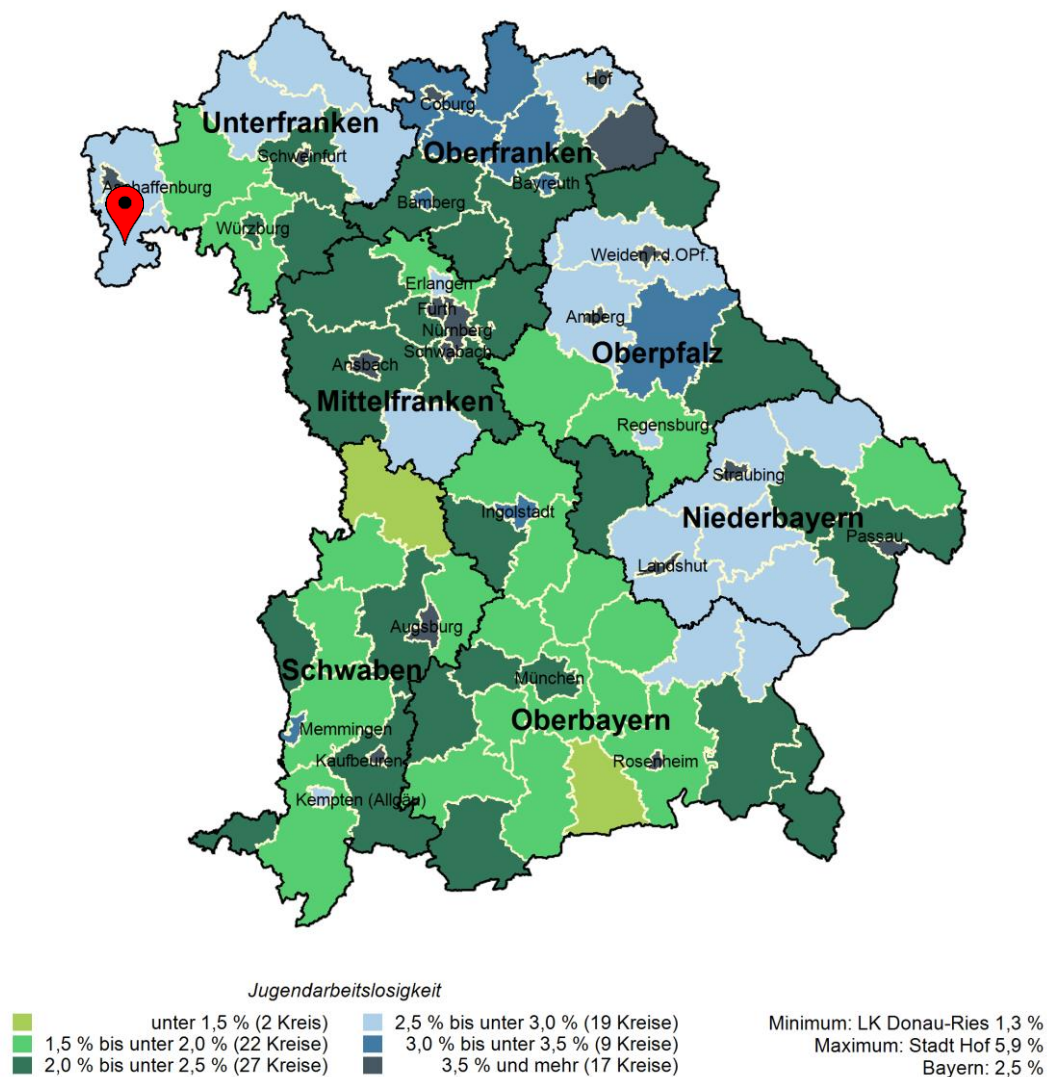 Hof
Coburg
Unterfranken
Oberfranken
Schweinfurt
Aschaffenburg
Bayreuth
Bamberg
Würzburg
Weiden i.d.OPf.
Erlangen
Fürth
Amberg
Nürnberg
Schwabach
Oberpfalz
Ansbach
Mittelfranken
Regensburg
Straubing
Ingolstadt
Niederbayern
Passau
Landshut
Augsburg
Schwaben
München
Oberbayern
Memmingen
Kaufbeuren
Rosenheim
Kempten (Allgäu)
Jugendarbeitslosigkeit
unter 1,5 % (2 Kreis)
1,5 % bis unter 2,0 % (22 Kreise)
2,0 % bis unter 2,5 % (27 Kreise)
2,5 % bis unter 3,0 % (19 Kreise)
3,0 % bis unter 3,5 % (9 Kreise)
3,5 % und mehr (17 Kreise)
Minimum: LK Donau-Ries 1,3 %
Maximum: Stadt Hof 5,9 %
Bayern: 2,5 %